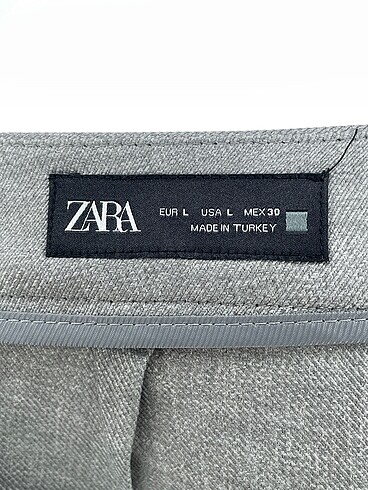 ZARA
EUR L USA L MEX 30
MADE IN TURKEY